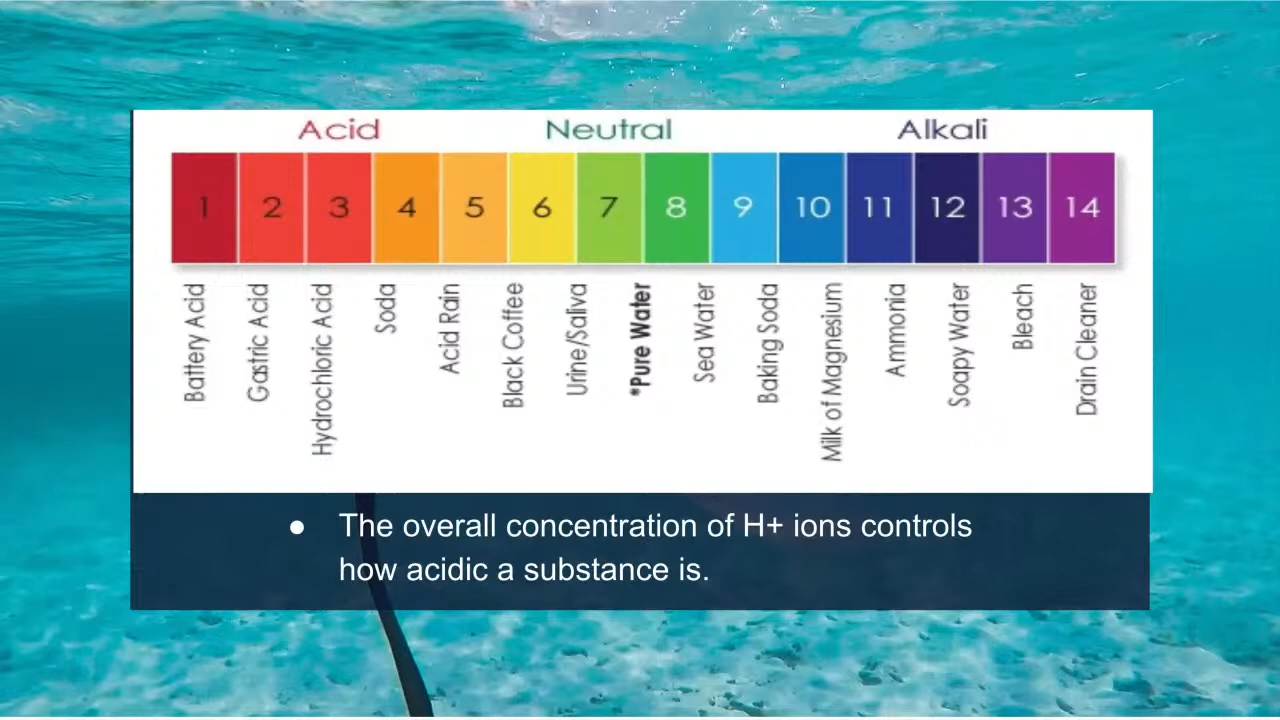 Acid Neutral Alkali
1 2 3 4 5 6 7 8 9 10 11 12 13 14
Battery Acid
Gastric Acid
Hydrochloric Acid
Soda
Acid Rain
Black Coffee
Urine/Saliva
*Pure Water
Sea Water
Baking Soda
Milk of Magnesium
Ammonia
Soapy Water
Bleach
Drain Cleaner
● The overall concentration of H+ ions controls
how acidic a substance is.